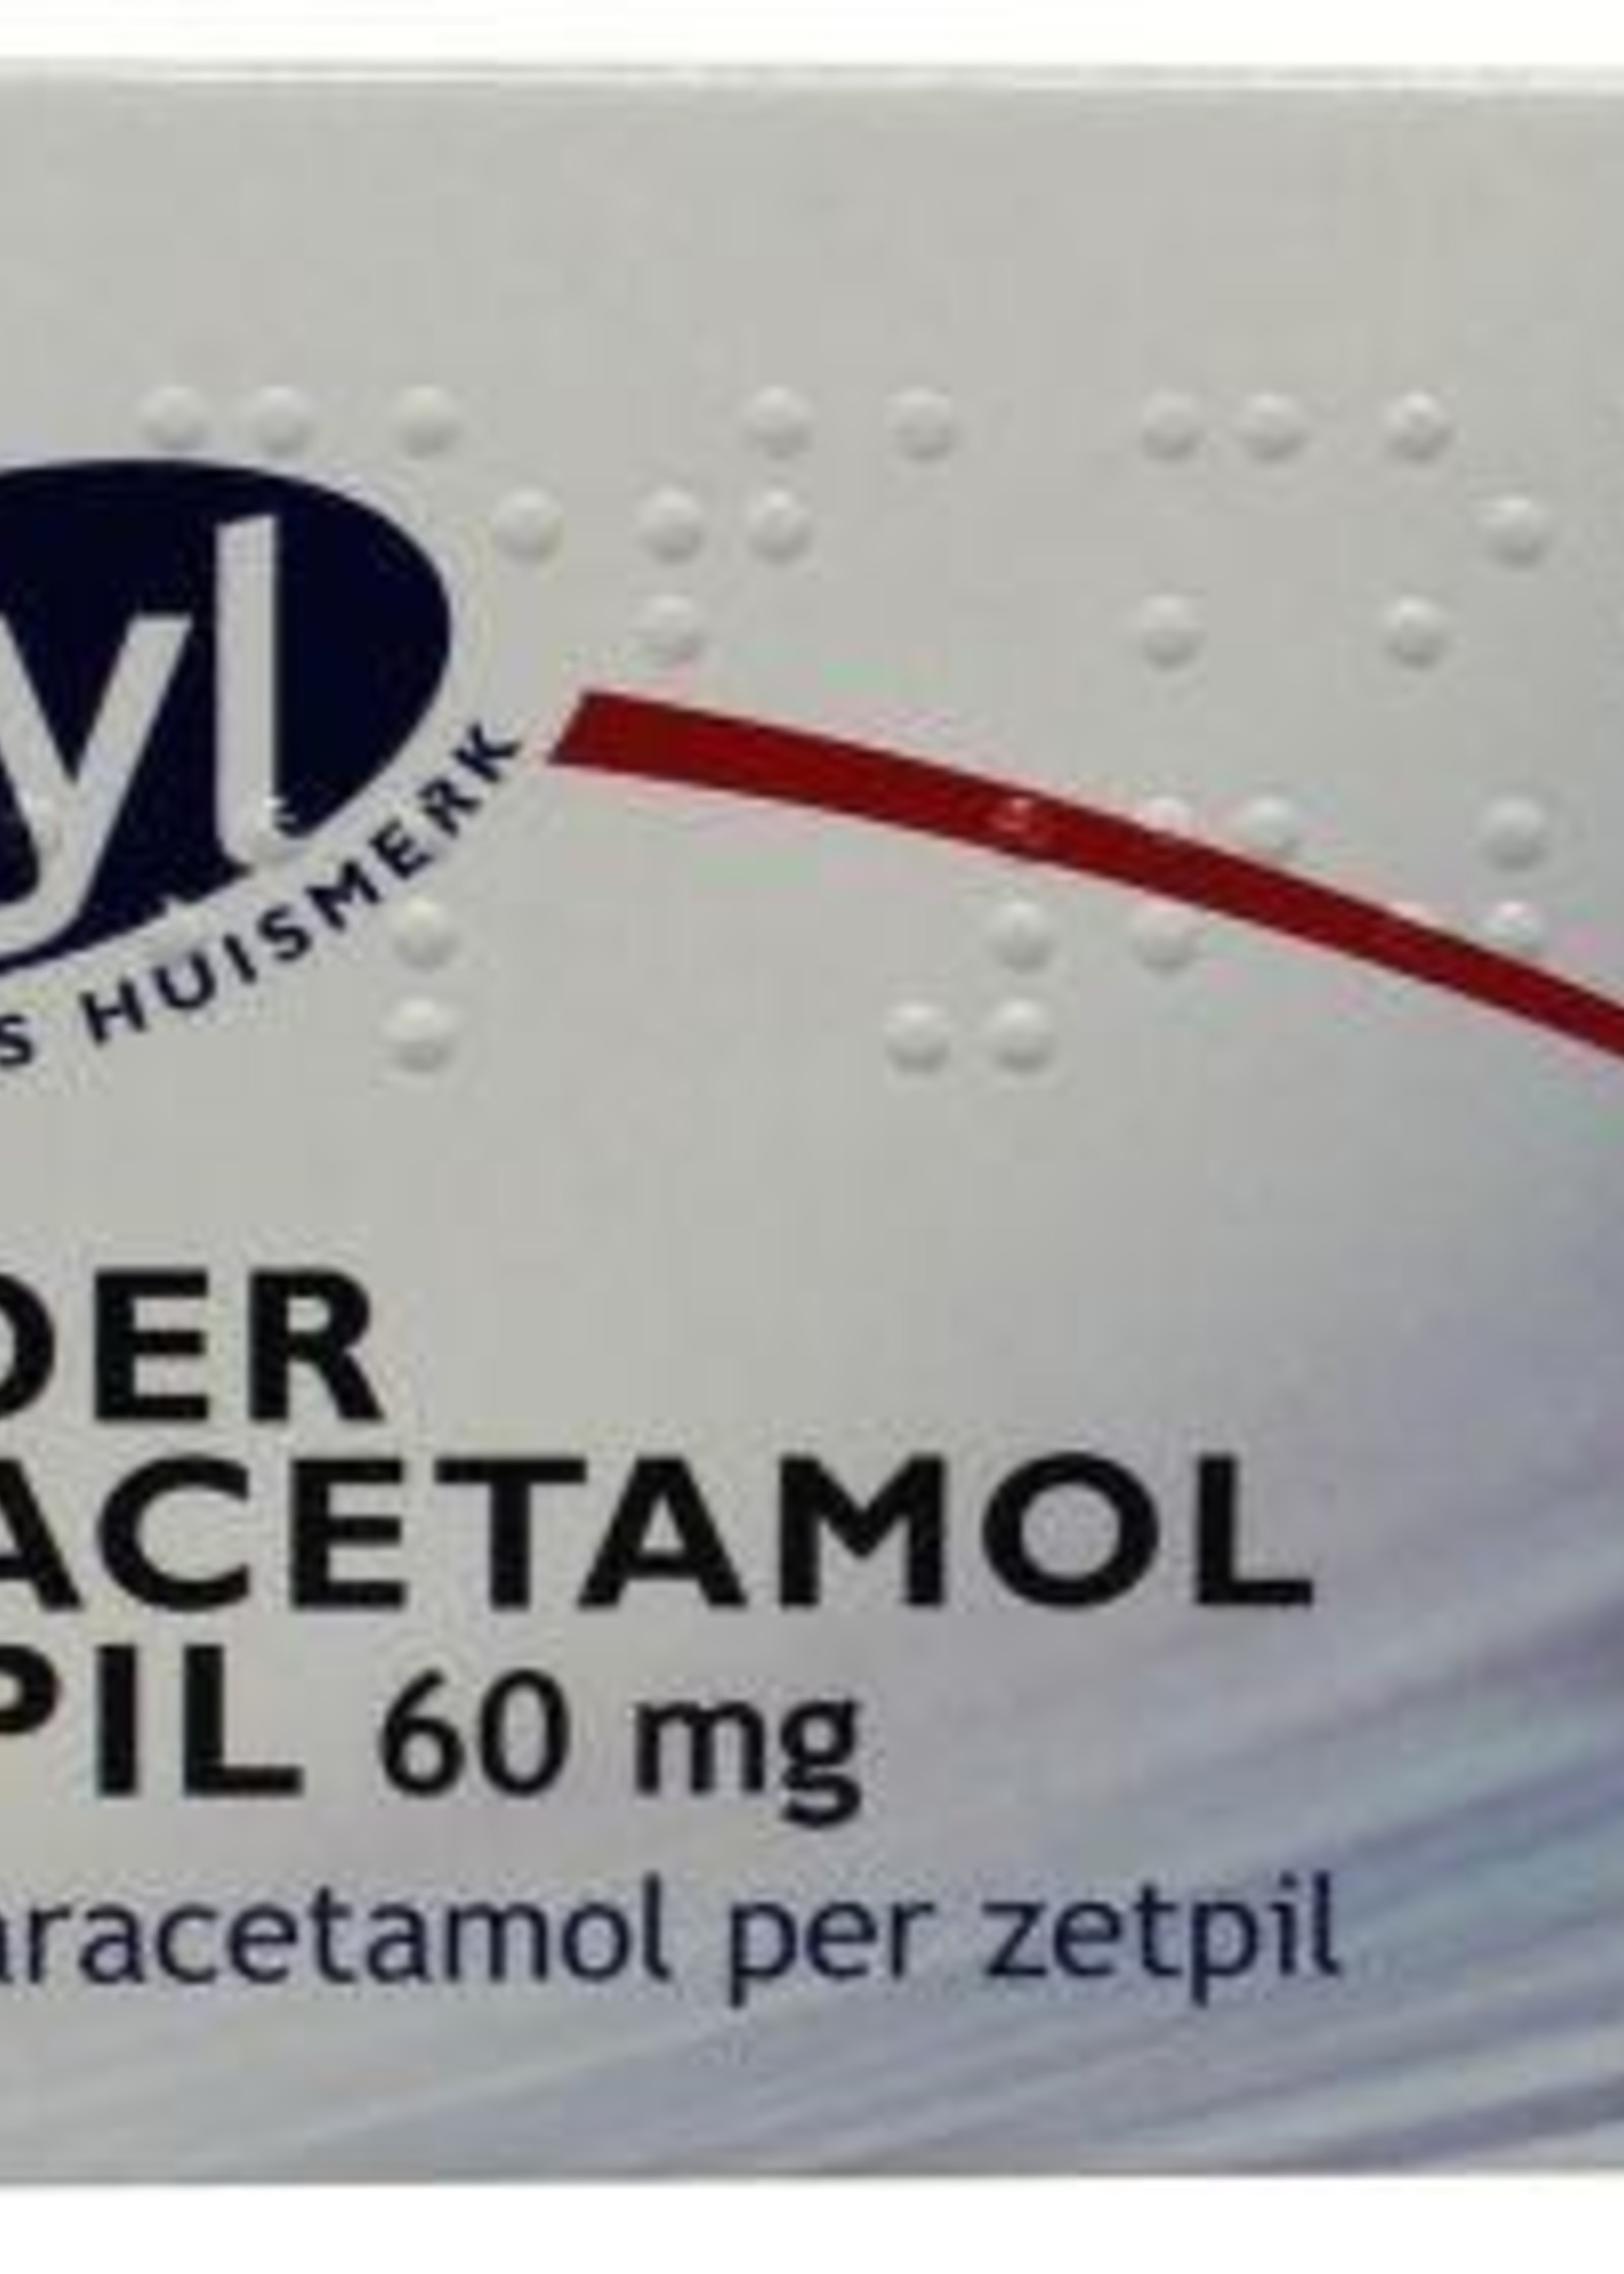 yl
S HUISMERK
DER
ACETAMOL
PIL 60 mg
aracetamol per zetpil